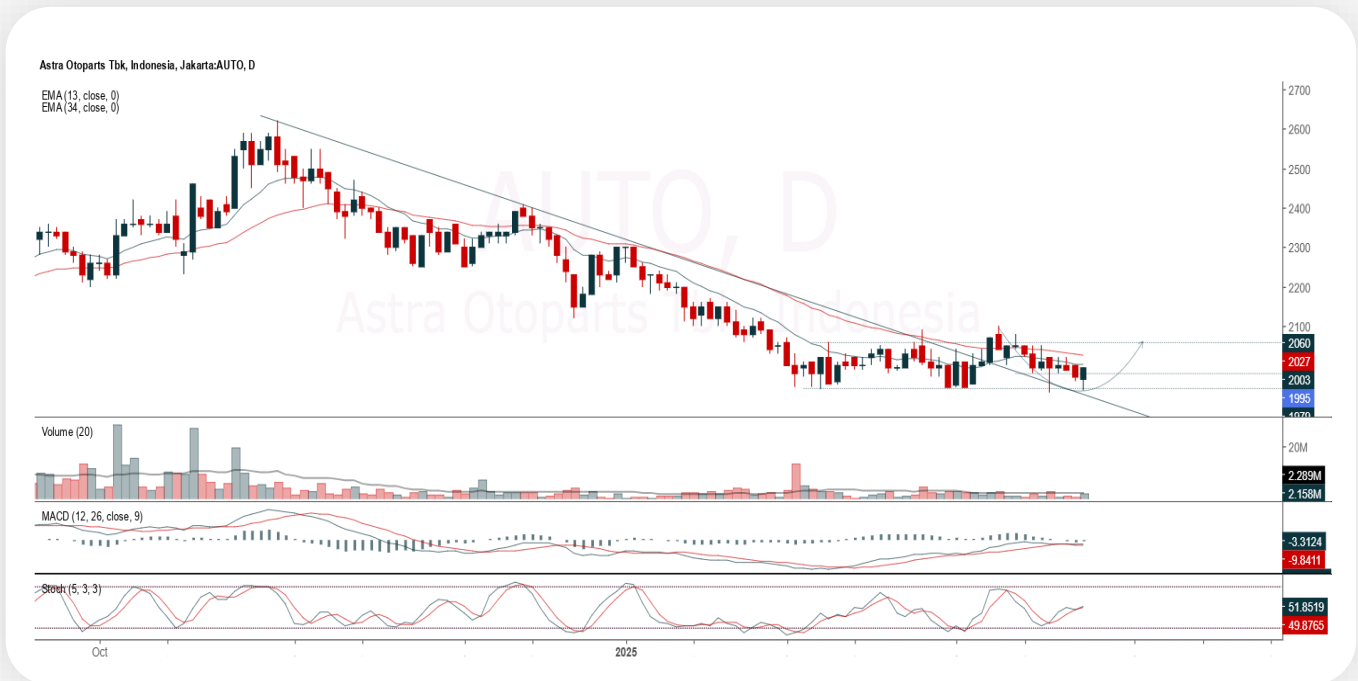 Astra Otoparts Tbk, Indonesia, Jakarta:AUTO, D
EMA (13, close, 0)
EMA (34, close, 0)
AUTO, D
Astra Otoparts Tbk, Indonesia
2700
2600
2500
2400
2300
2200
2100
2060
2027
2003
1995
Volume (20)
20M
2.289M
2.158M
MACD (12, 26, close, 9)
-3.3124
-9.8411
Stoch (5, 3, 3)
51.8519
49.8765
Oct
2025